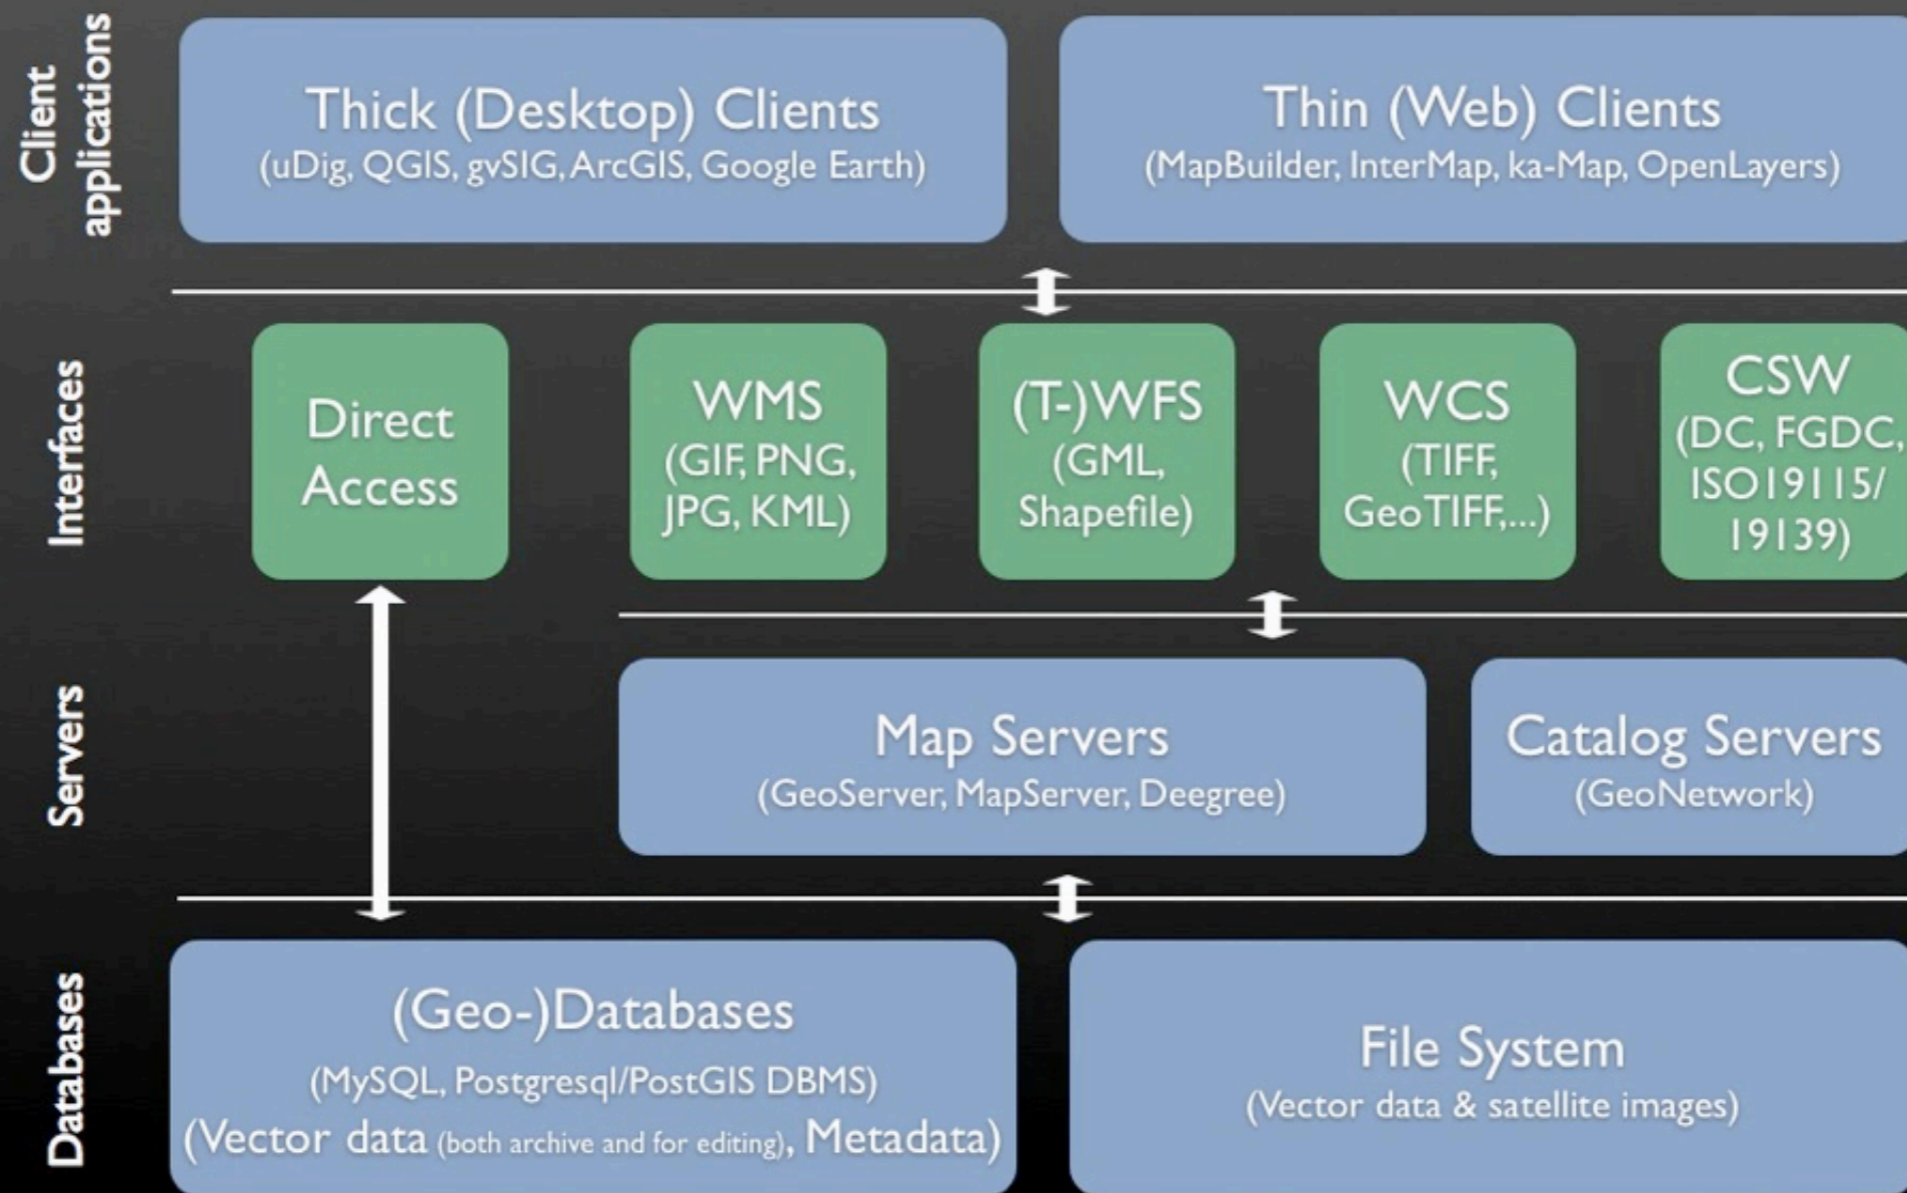 Client
applications
Thick (Desktop) Clients
(uDig, QGIS, gvSIG, ArcGIS, Google Earth)
Thin (Web) Clients
(MapBuilder, InterMap, ka-Map, OpenLayers)
Interfaces
Direct
Access
WMS
(GIF, PNG,
JPG, KML)
(T-)WFS
(GML,
Shapefile)
WCS
(TIFF,
GeoTIFF,...)
CSW
(DC, FGDC,
ISO19115/
19139)
Servers
Map Servers
(GeoServer, MapServer, Deegree)
Catalog Servers
(GeoNetwork)
Databases
(Geo-)Databases
(MySQL, Postgresql/PostGIS DBMS)
(Vector data (both archive and for editing), Metadata)
File System
(Vector data & satellite images)